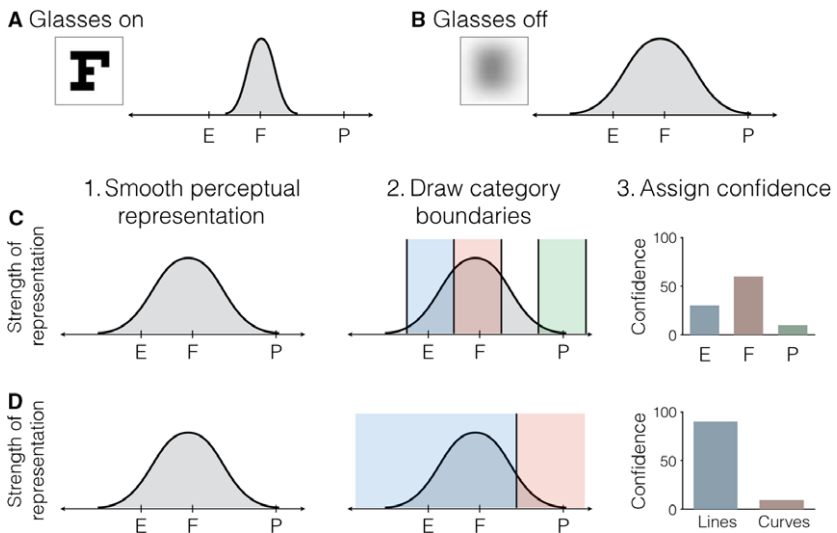 A Glasses on
B Glasses off
F
E F P
E F P
1. Smooth perceptual representation
2. Draw category boundaries
3. Assign confidence
C
Strength of representation
E F P
E F P
Confidence
100
50
0
E F P
D
Strength of representation
E F P
E F P
Confidence
100
50
0
Lines Curves